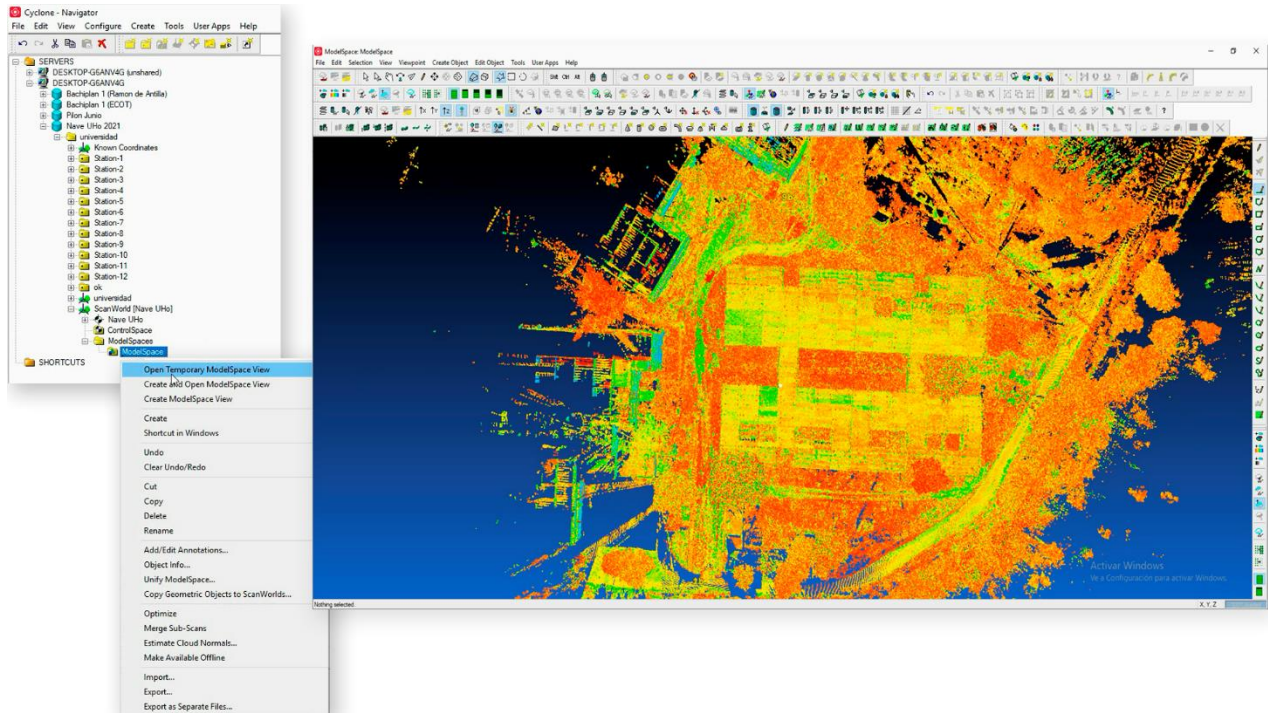 Cyclone - Navigator
File Edit View Configure Create Tools User Apps Help
SERVERS
DESKTOP-G6ANV4G (unshared)
DESKTOP-G6ANV4G
Bachiplan 1 (Ramon de Artilla)
Bachiplan 1 (ECOT)
Pilon Junio
Nave UHo 2021
universidad
Known Coordinates
Station-1
Station-2
Station-3
Station-4
Station-5
Station-6
Station-7
Station-8
Station-9
Station-10
Station-11
Station-12
ok
universidad
ScanWorld [Nave UHo]
Nave UHo
ControlSpace
ModelSpaces
ModelSpace
SHORTCUTS
Open Temporary ModelSpace View
Create and Open ModelSpace View
Create ModelSpace View
Create
Shortcut in Windows
Undo
Clear Undo/Redo
Cut
Copy
Delete
Rename
Add/Edit Annotations...
Object Info...
Unify ModelSpace...
Copy Geometric Objects to ScanWorlds...
Optimize
Merge Sub-Scans
Estimate Cloud Normals...
Make Available Offline
Import...
Export...
Export as Separate Files...
ModelSpace: ModelSpace
File Edit Selection View Viewpoint Create Object Edit Object Tools User Apps Help
Activar Windows
Ve a Configuración para activar Windows.
Nothing selected
X, Y, Z